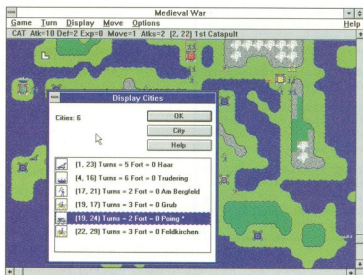 Medieval War
Game Turn Display Move Options Help
CAT Atk=10 Def=2 Exp=0 Move=1 Atks=2 (2, 22) 1st Catapult
Display Cities
Cities: 6
OK
City
Help
(1, 23) Turns = 5 Fort = 0 Haar
(4, 16) Turns = 6 Fort = 0 Trudering
(17, 21) Turns = 2 Fort = 0 Am Bergfeld
(19, 17) Turns = 3 Fort = 0 Grub
(19, 24) Turns = 2 Fort = 0 Poing *
(22, 29) Turns = 3 Fort = 0 Feldkirchen